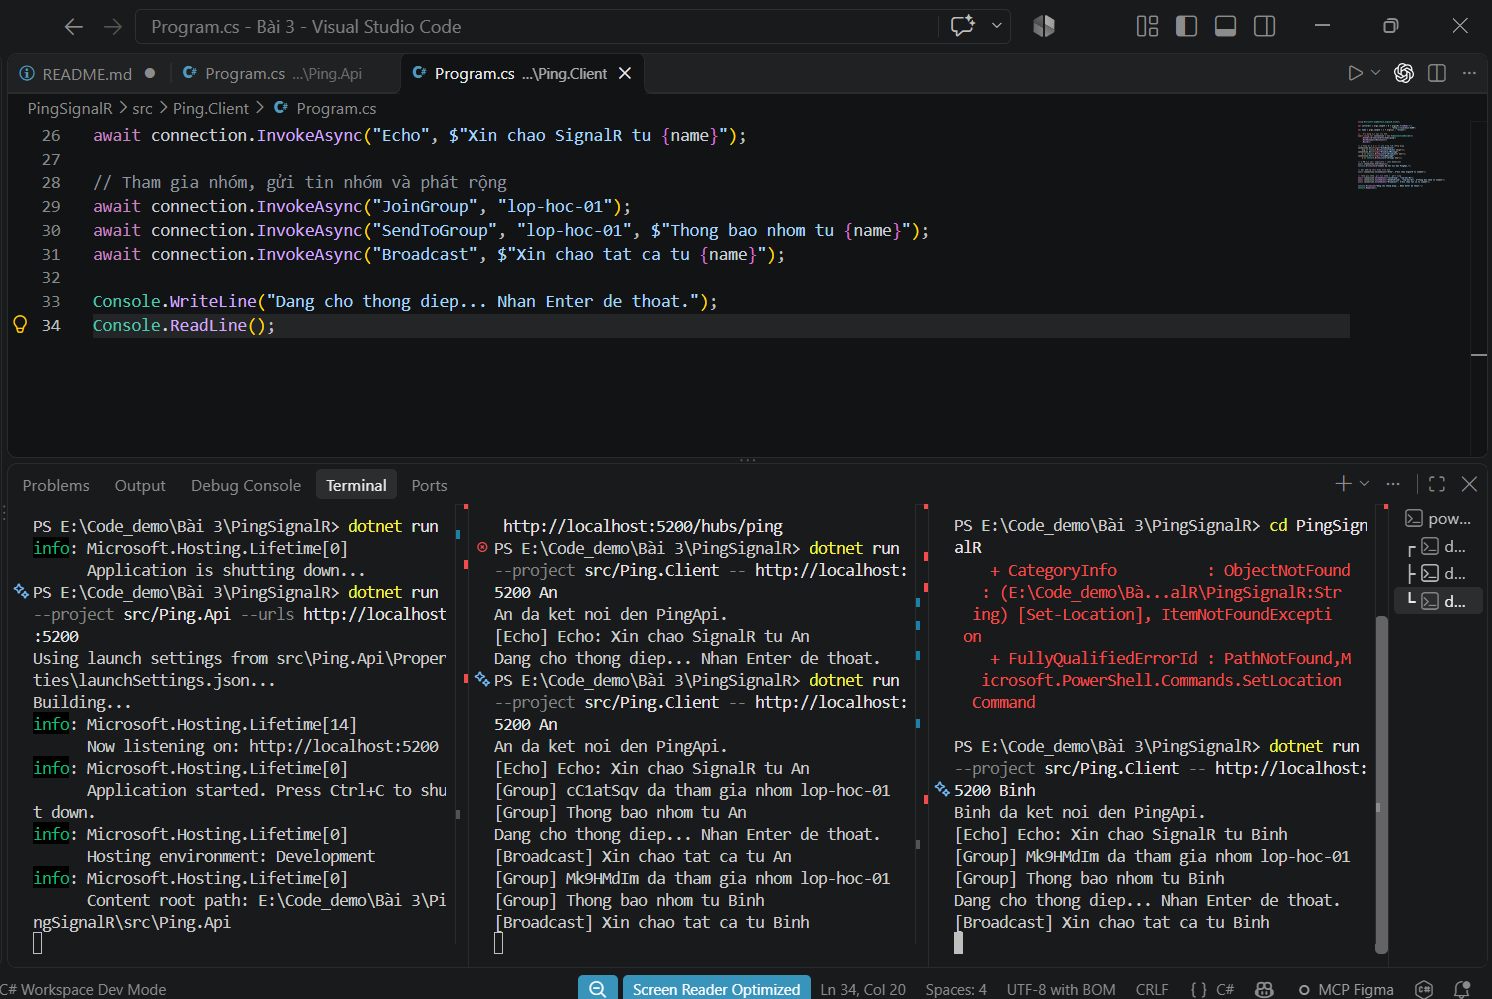 Program.cs - Bài 3 - Visual Studio Code
README.md
Program.cs ...\Ping.Api
Program.cs ...\Ping.Client
PingSignalR > src > Ping.Client > Program.cs
26 await connection.InvokeAsync("Echo", $"Xin chao SignalR tu {name}");
27
28 // Tham gia nhóm, gửi tin nhóm và phát rộng
29 await connection.InvokeAsync("JoinGroup", "lop-hoc-01");
30 await connection.InvokeAsync("SendToGroup", "lop-hoc-01", $"Thong bao nhom tu {name}");
31 await connection.InvokeAsync("Broadcast", $"Xin chao tat ca tu {name}");
32
33 Console.WriteLine("Dang cho thong diep... Nhan Enter de thoat.");
34 Console.ReadLine();
Problems Output Debug Console Terminal Ports
PS E:\Code_demo\Bài 3\PingSignalR> dotnet run
info: Microsoft.Hosting.Lifetime[0]
Application is shutting down...
PS E:\Code_demo\Bài 3\PingSignalR> dotnet run
--project src/Ping.Api --urls http://localhost
:5200
Using launch settings from src\Ping.Api\Proper
ties\launchSettings.json...
Building...
info: Microsoft.Hosting.Lifetime[14]
Now listening on: http://localhost:5200
info: Microsoft.Hosting.Lifetime[0]
Application started. Press Ctrl+C to shu
t down.
info: Microsoft.Hosting.Lifetime[0]
Hosting environment: Development
info: Microsoft.Hosting.Lifetime[0]
Content root path: E:\Code_demo\Bài 3\Pi
ngSignalR\src\Ping.Api
http://localhost:5200/hubs/ping
PS E:\Code_demo\Bài 3\PingSignalR> dotnet run
--project src/Ping.Client -- http://localhost:
5200 An
An da ket noi den PingApi.
[Echo] Echo: Xin chao SignalR tu An
Dang cho thong diep... Nhan Enter de thoat.
PS E:\Code_demo\Bài 3\PingSignalR> dotnet run
--project src/Ping.Client -- http://localhost:
5200 An
An da ket noi den PingApi.
[Echo] Echo: Xin chao SignalR tu An
[Group] cC1atSqv da tham gia nhom lop-hoc-01
[Group] Thong bao nhom tu An
Dang cho thong diep... Nhan Enter de thoat.
[Broadcast] Xin chao tat ca tu An
[Group] Mk9HMdIm da tham gia nhom lop-hoc-01
[Group] Thong bao nhom tu Binh
[Broadcast] Xin chao tat ca tu Binh
PS E:\Code_demo\Bài 3\PingSignalR> cd PingSign
alR
+ CategoryInfo : ObjectNotFound
: (E:\Code_demo\Bà...alR\PingSignalR:Str
ing) [Set-Location], ItemNotFoundExcepti
on
+ FullyQualifiedErrorId : PathNotFound,M
icrosoft.PowerShell.Commands.SetLocation
Command
PS E:\Code_demo\Bài 3\PingSignalR> dotnet run
--project src/Ping.Client -- http://localhost:
5200 Binh
Binh da ket noi den PingApi.
[Echo] Echo: Xin chao SignalR tu Binh
[Group] Mk9HMdIm da tham gia nhom lop-hoc-01
[Group] Thong bao nhom tu Binh
Dang cho thong diep... Nhan Enter de thoat.
[Broadcast] Xin chao tat ca tu Binh
pow...
d...
d...
d...
C# Workspace Dev Mode
Screen Reader Optimized
Ln 34, Col 20
Spaces: 4
UTF-8 with BOM
CRLF
{ } C#
MCP Figma